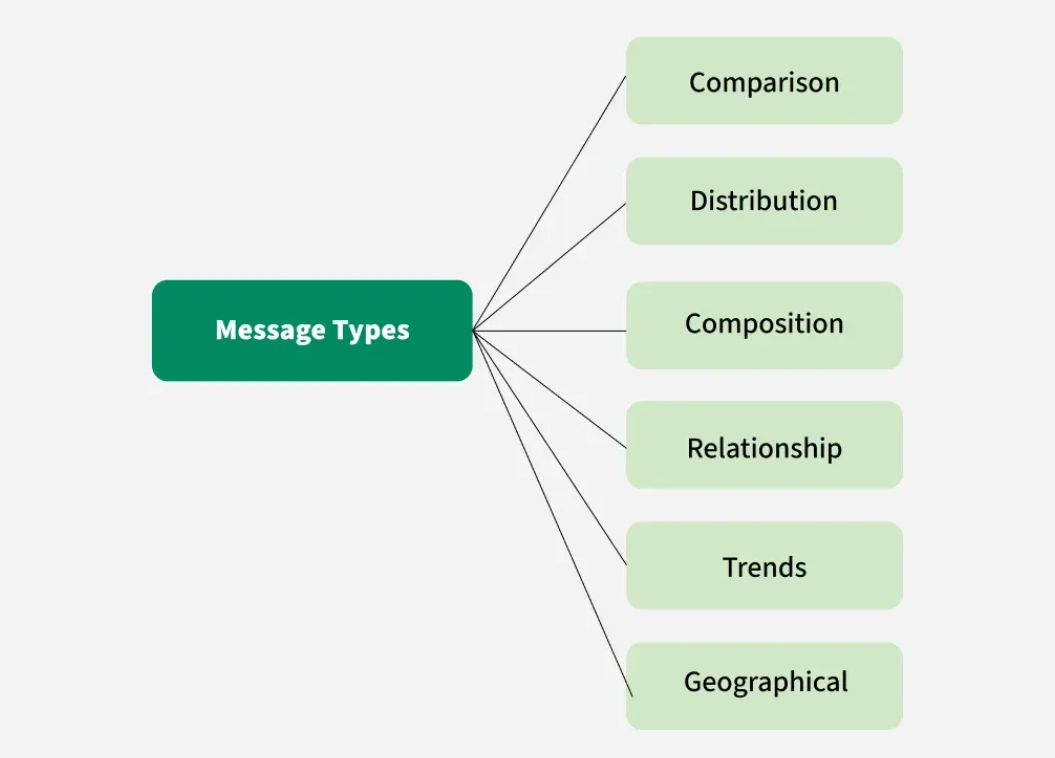 Comparison
Distribution
Message Types
Composition
Relationship
Trends
Geographical